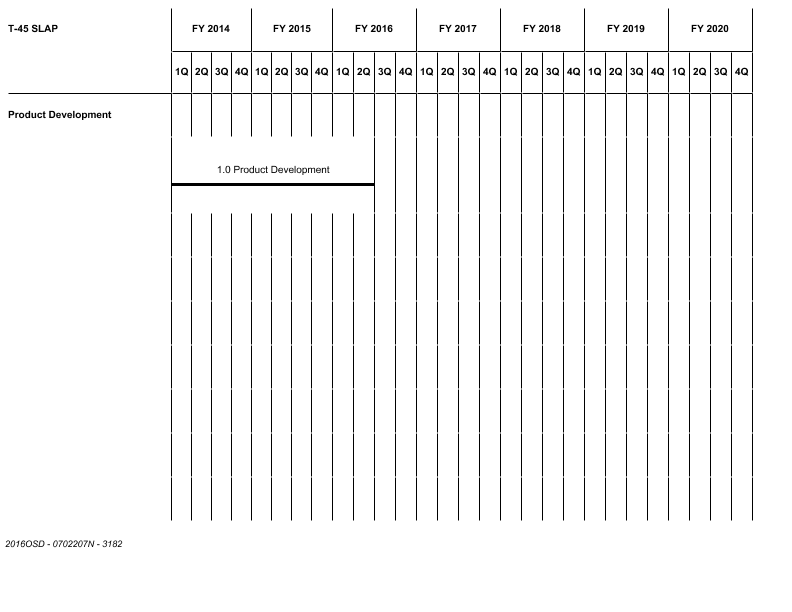 T-45 SLAP FY 2014 FY 2015 FY 2016 FY 2017 FY 2018 FY 2019 FY 2020
1Q 2Q 3Q 4Q 1Q 2Q 3Q 4Q 1Q 2Q 3Q 4Q 1Q 2Q 3Q 4Q 1Q 2Q 3Q 4Q 1Q 2Q 3Q 4Q 1Q 2Q 3Q 4Q
Product Development
1.0 Product Development
2016OSD - 0702207N - 3182